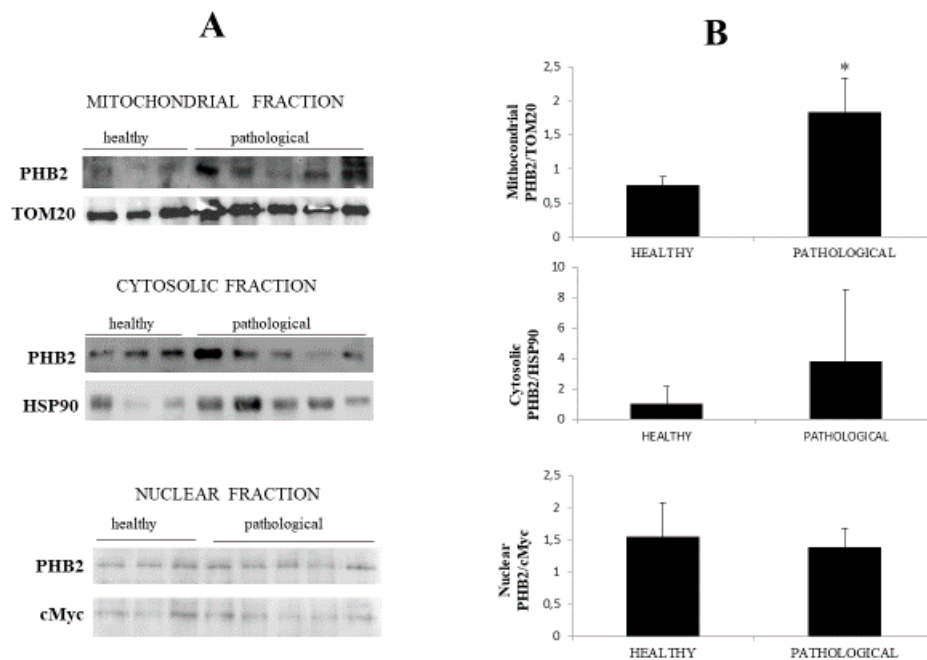 A
MITOCHONDRIAL FRACTION
healthy pathological
PHB2
TOM20
CYTOSOLIC FRACTION
healthy pathological
PHB2
HSP90
NUCLEAR FRACTION
healthy pathological
PHB2
cMyc
B
Mithocondrial
PHB2/TOM20
2,5
2
1,5
1
0,5
0
*
HEALTHY PATHOLOGICAL
Cytosolic
PHB2/HSP90
10
8
6
4
2
0
HEALTHY PATHOLOGICAL
Nuclear
PHB2/cMyc
2,5
2
1,5
1
0,5
0
HEALTHY PATHOLOGICAL